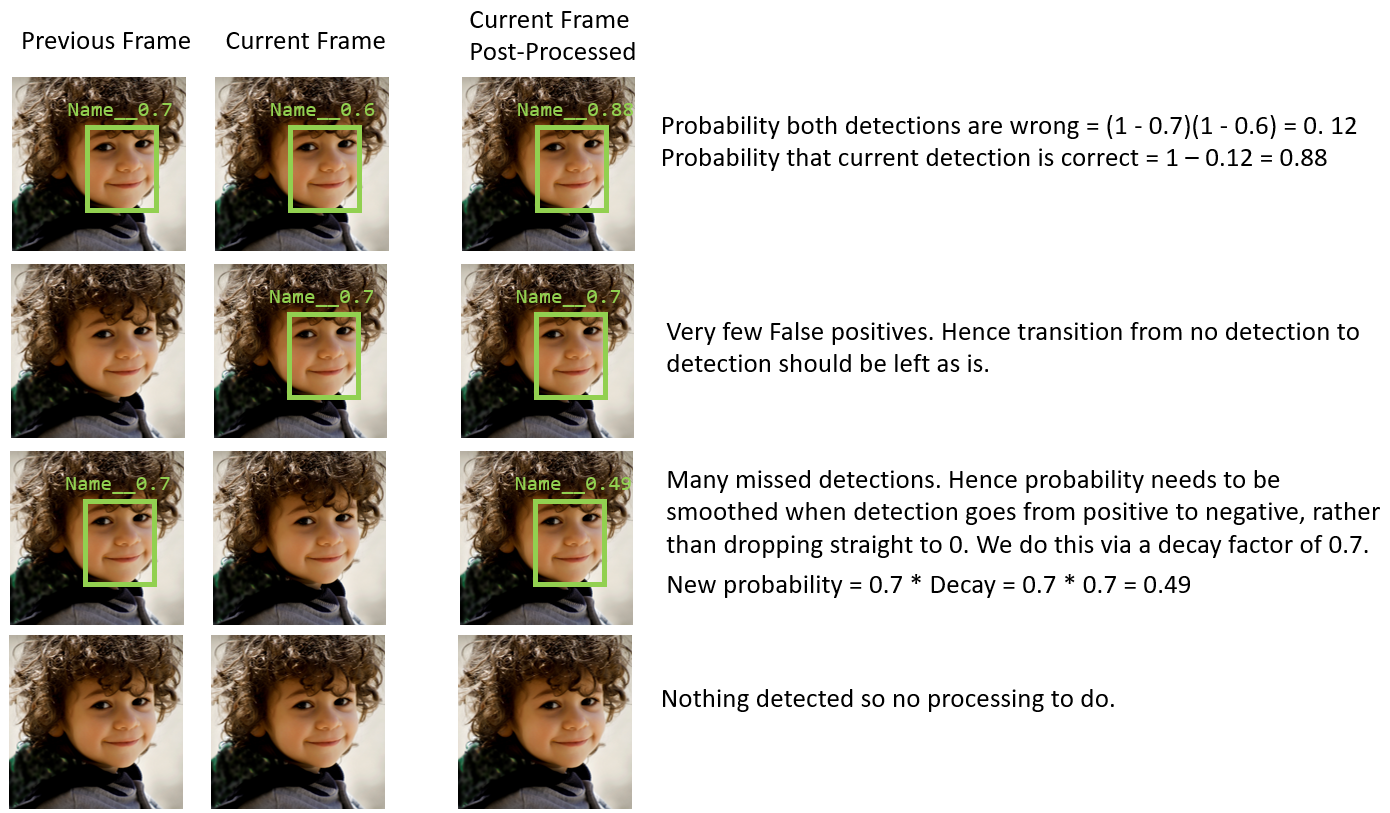 Previous Frame
Current Frame
Current Frame
Post-Processed
Name__0.7
Name__0.6
Name__0.88
Probability both detections are wrong = (1 - 0.7)(1 - 0.6) = 0. 12
Probability that current detection is correct = 1 – 0.12 = 0.88
Name__0.7
Name__0.7
Very few False positives. Hence transition from no detection to
detection should be left as is.
Name__0.7
Name__0.49
Many missed detections. Hence probability needs to be
smoothed when detection goes from positive to negative, rather
than dropping straight to 0. We do this via a decay factor of 0.7.
New probability = 0.7 * Decay = 0.7 * 0.7 = 0.49
Nothing detected so no processing to do.